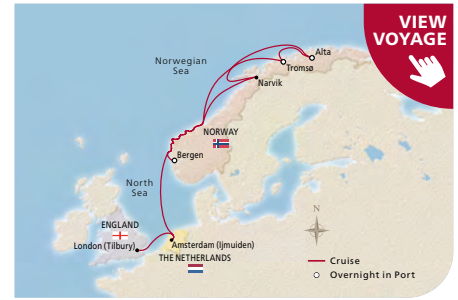 VIEW
VOYAGE
Alta
Norwegian
Sea
Tromsø
Narvik
NORWAY
Bergen
North
Sea
ENGLAND
London (Tilbury)
Amsterdam (Ijmuiden)
THE NETHERLANDS
N
Cruise
Overnight in Port